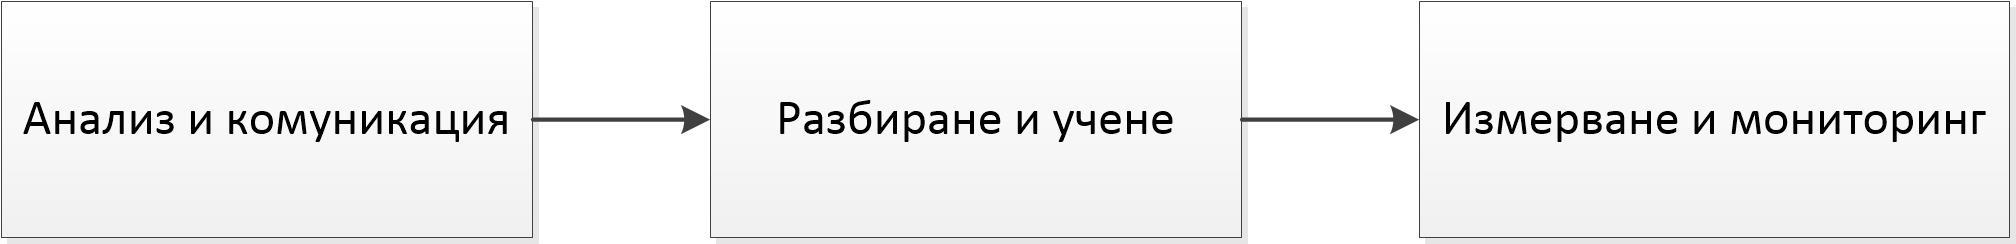 Анализ и комуникация
Разбиране и учене
Измерване и мониторинг